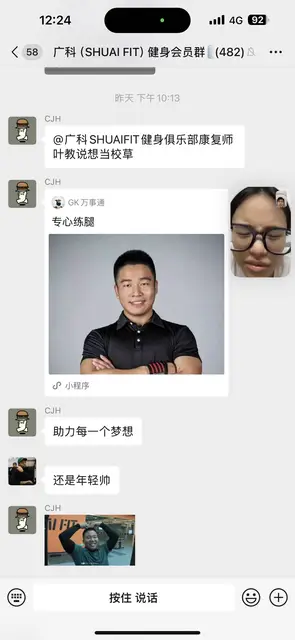 12:24
4G 92
58 广科（SHUAI FIT）健身会员群(482)
昨天 下午10:13
CJH
@广科SHUAIFIT健身俱乐部康复师
叶教说想当校草
CJH
GK万事通
专心练腿
小程序
CJH
助力每一个梦想
还是年轻帅
CJH
按住 说话